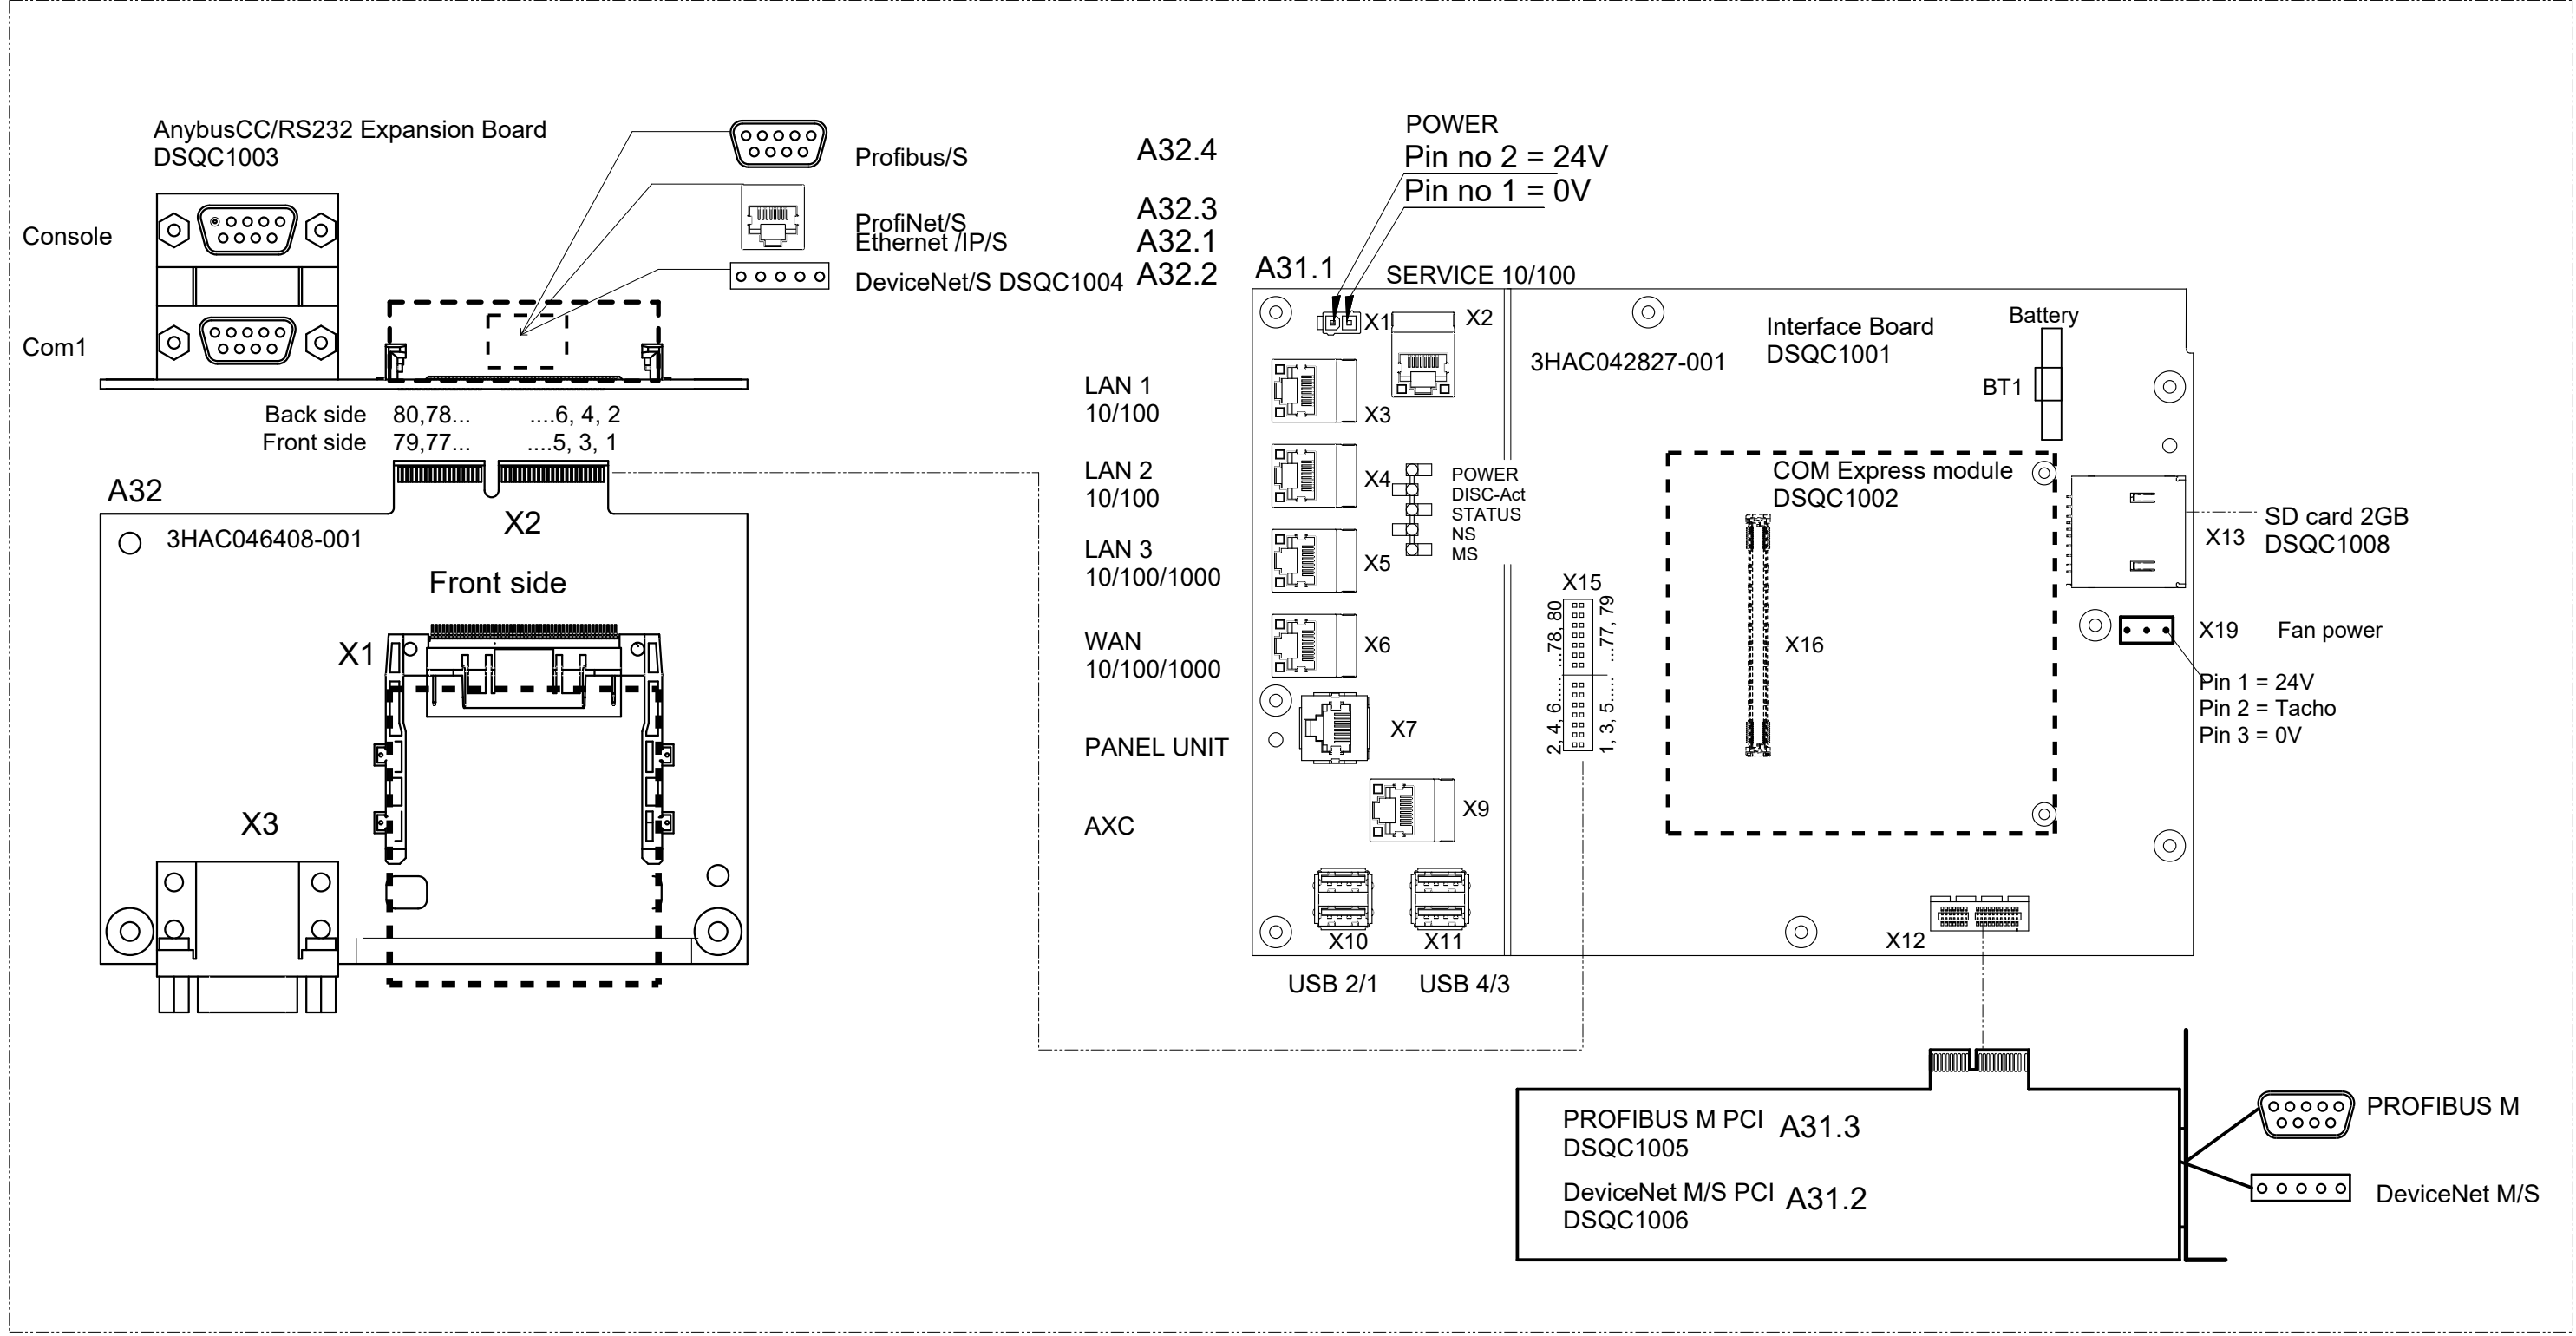 AnybusCC/RS232 Expansion Board
DSQC1003
Console
Com1
Profibus/S
A32.4
ProfiNet/S
A32.3
Ethernet /IP/S
A32.1
DeviceNet/S DSQC1004
A32.2
Back side 80,78... ....6, 4, 2
Front side 79,77... ....5, 3, 1
A32
X2
3HAC046408-001
Front side
X1
X3
POWER
Pin no 2 = 24V
Pin no 1 = 0V
A31.1
SERVICE 10/100
X1
X2
LAN 1
10/100
X3
LAN 2
10/100
X4
LAN 3
10/100/1000
X5
WAN
10/100/1000
X6
PANEL UNIT
X7
AXC
X9
X10
X11
USB 2/1
USB 4/3
POWER
DISC-Act
STATUS
NS
MS
3HAC042827-001
Interface Board
DSQC1001
Battery
BT1
COM Express module
DSQC1002
X16
X15
2, 4, 6...... ...78, 80
1, 3, 5..... ...77, 79
X13
SD card 2GB
DSQC1008
X19
Fan power
Pin 1 = 24V
Pin 2 = Tacho
Pin 3 = 0V
X12
PROFIBUS M PCI
DSQC1005
A31.3
DeviceNet M/S PCI
DSQC1006
A31.2
PROFIBUS M
DeviceNet M/S